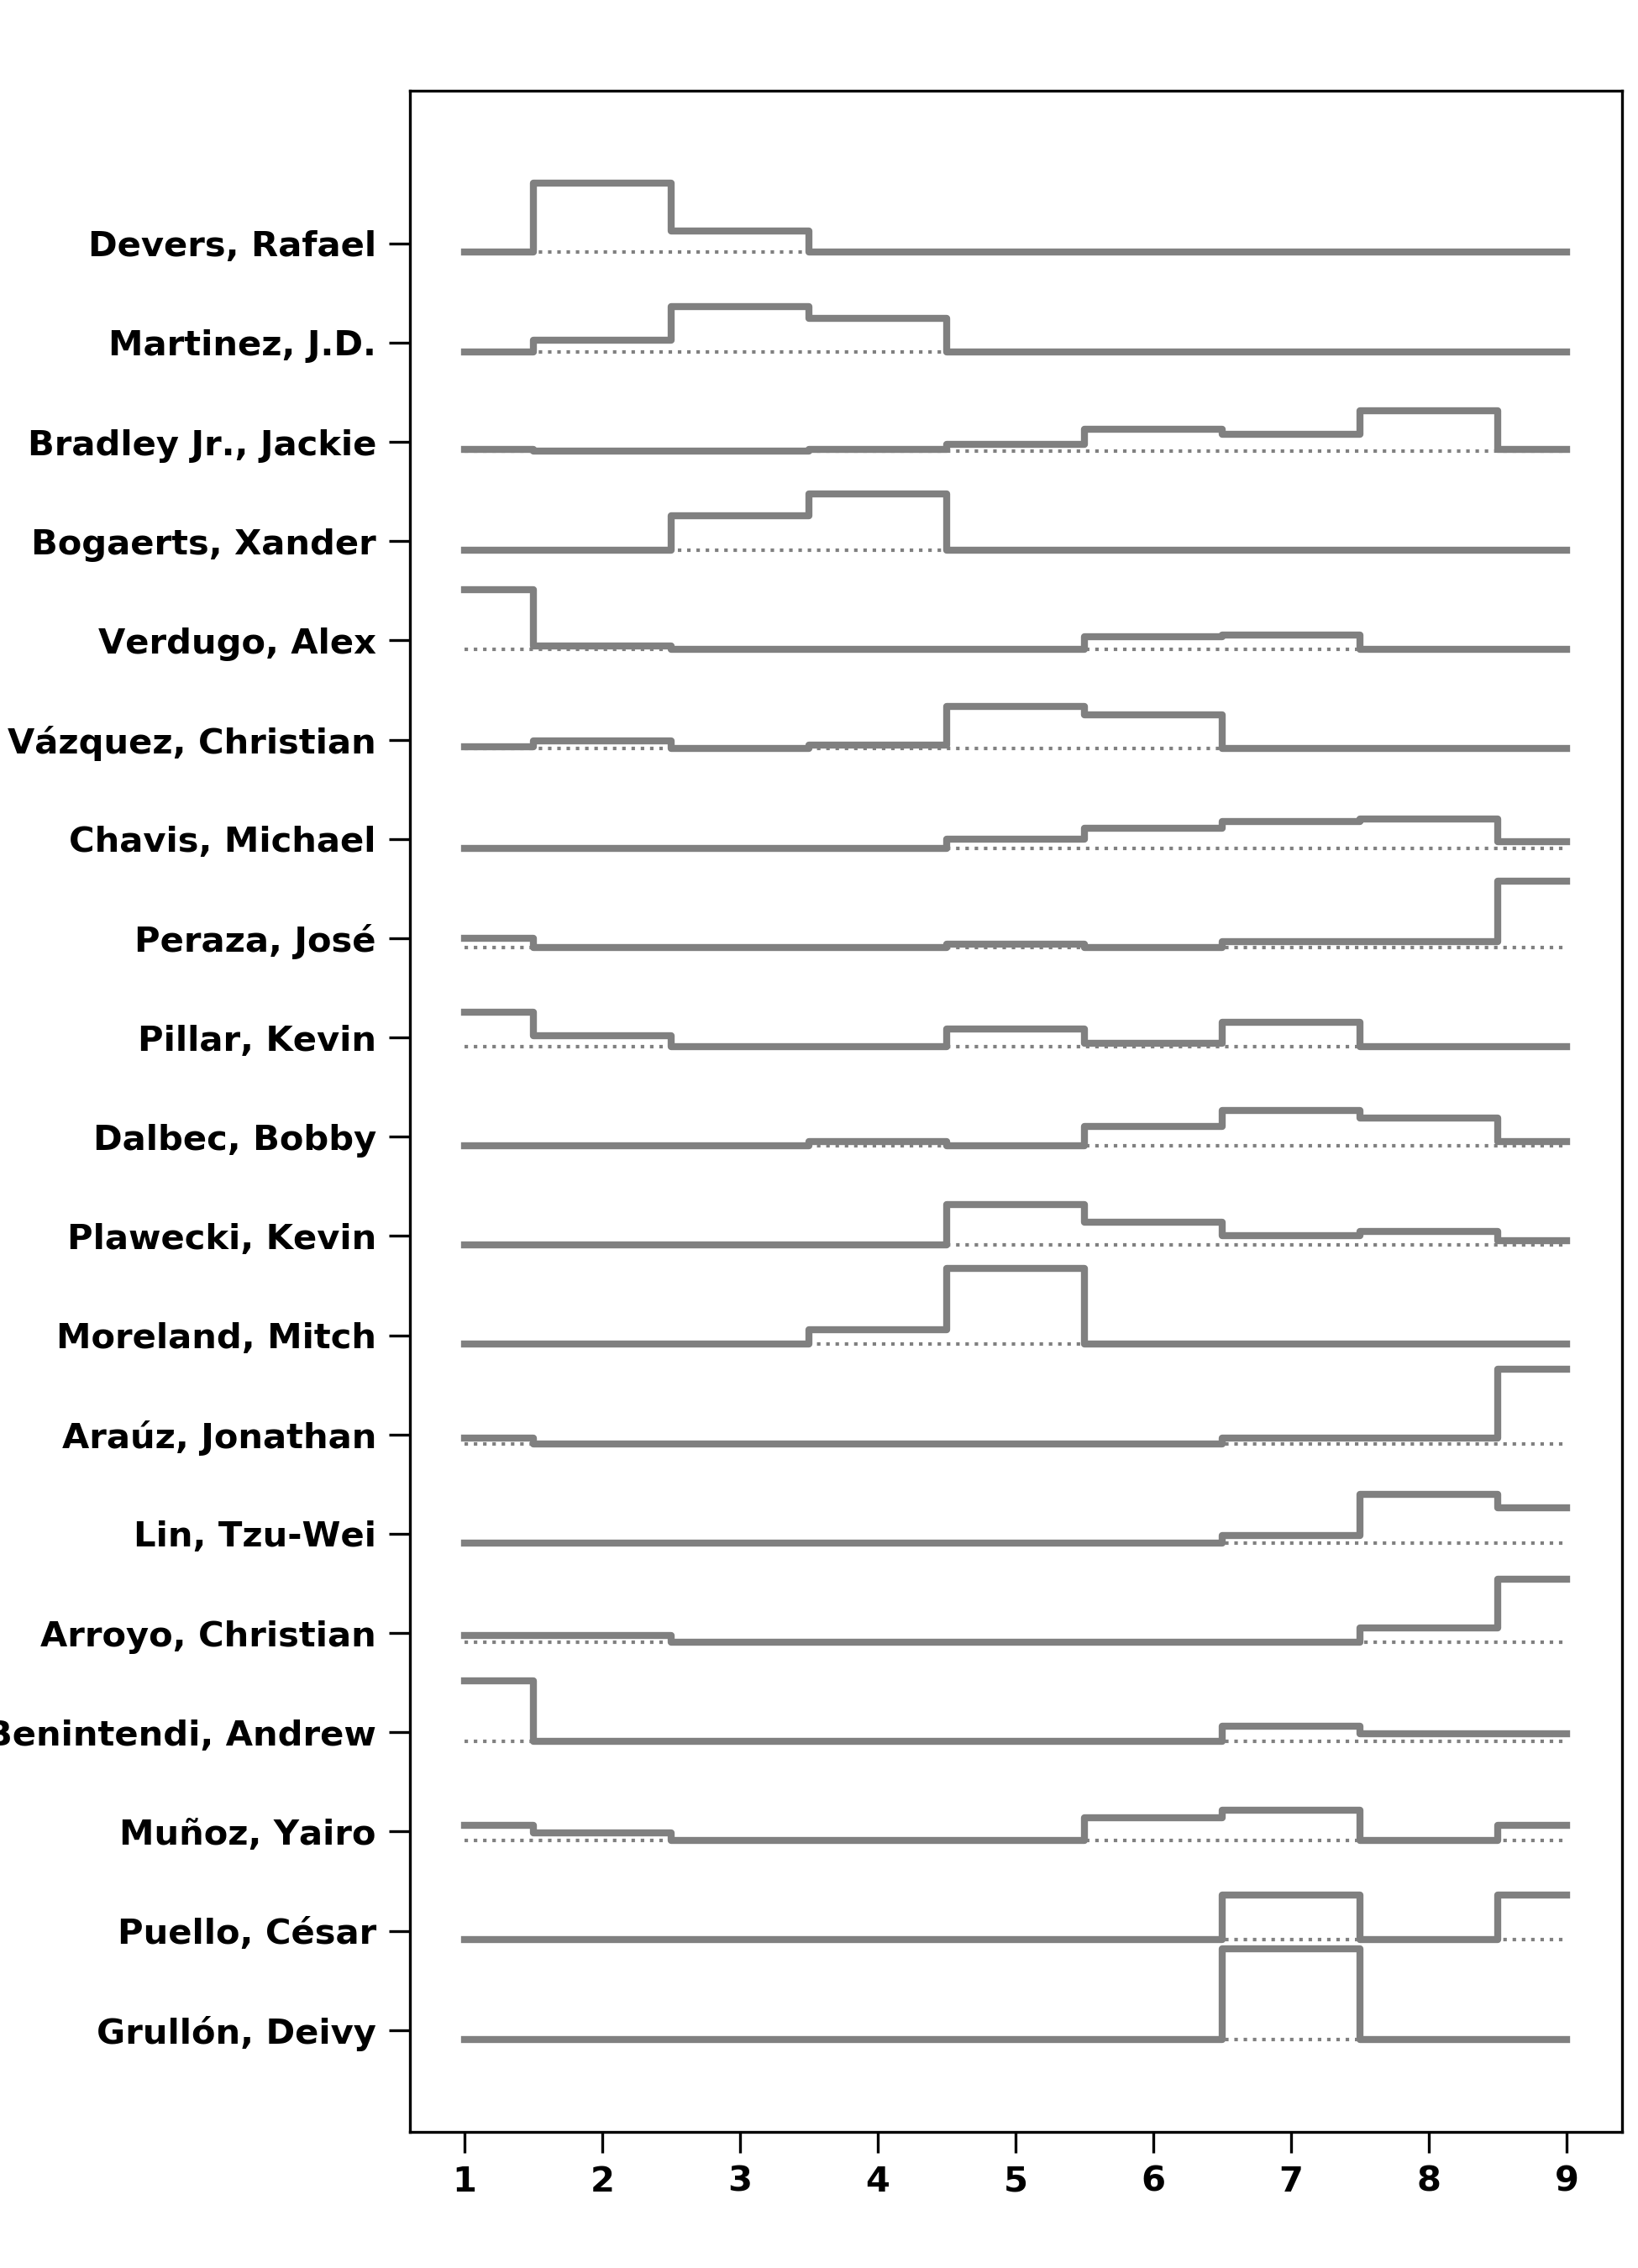 Devers, Rafael
Martinez, J.D.
Bradley Jr., Jackie
Bogaerts, Xander
Verdugo, Alex
Vázquez, Christian
Chavis, Michael
Peraza, José
Pillar, Kevin
Dalbec, Bobby
Plawecki, Kevin
Moreland, Mitch
Araúz, Jonathan
Lin, Tzu-Wei
Arroyo, Christian
Benintendi, Andrew
Muñoz, Yairo
Puello, César
Grullón, Deivy
1 2 3 4 5 6 7 8 9